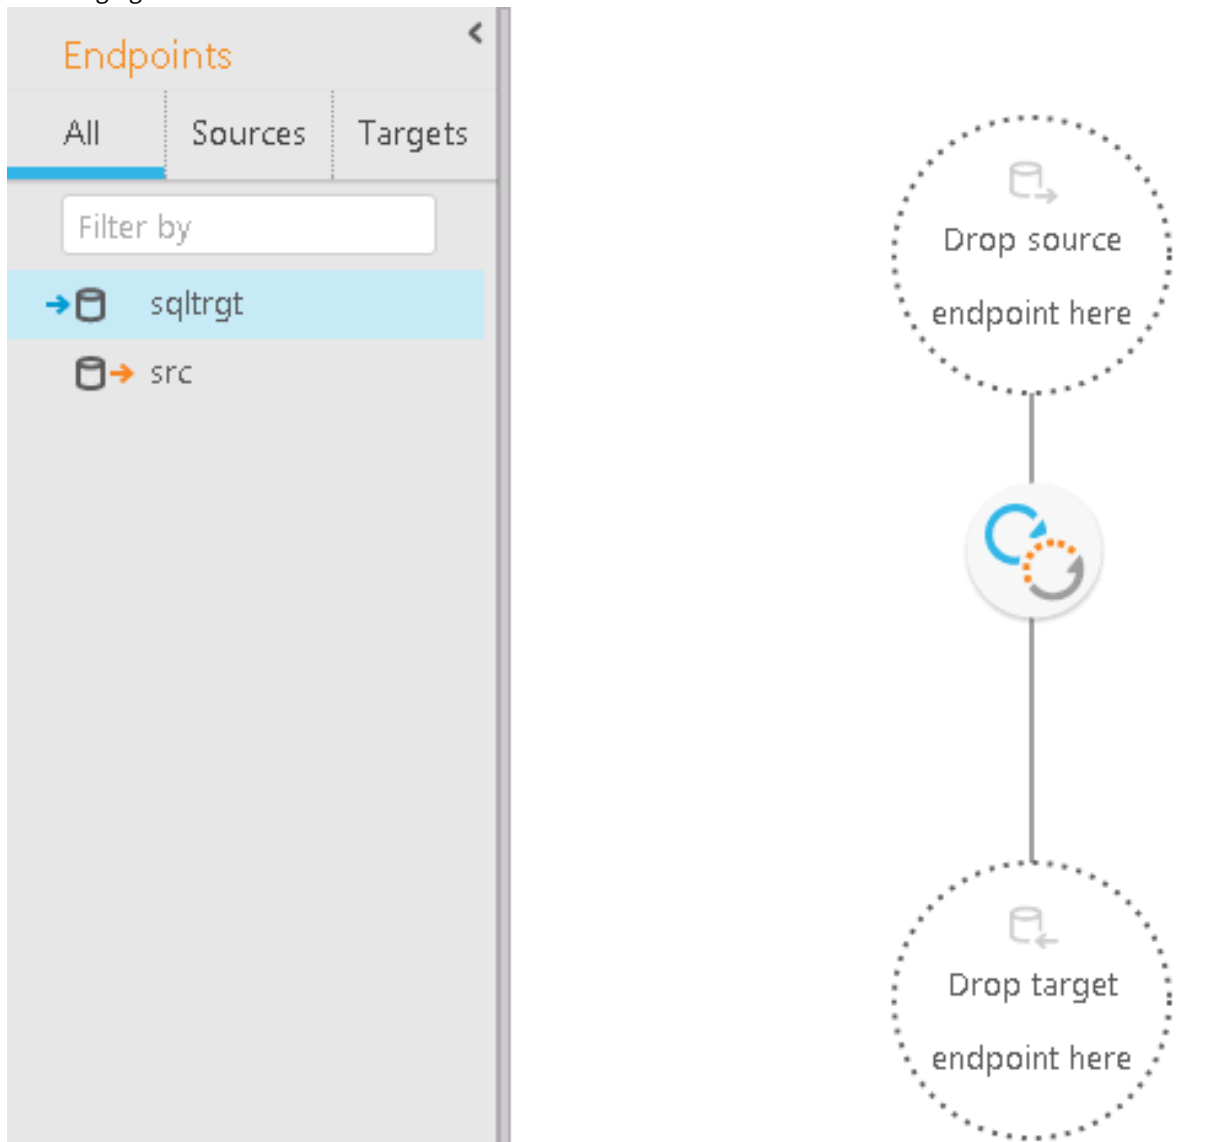 Endpoints
All
Sources
Targets
Filter by
sqltrgt
src
Drop source
endpoint here
Drop target
endpoint here